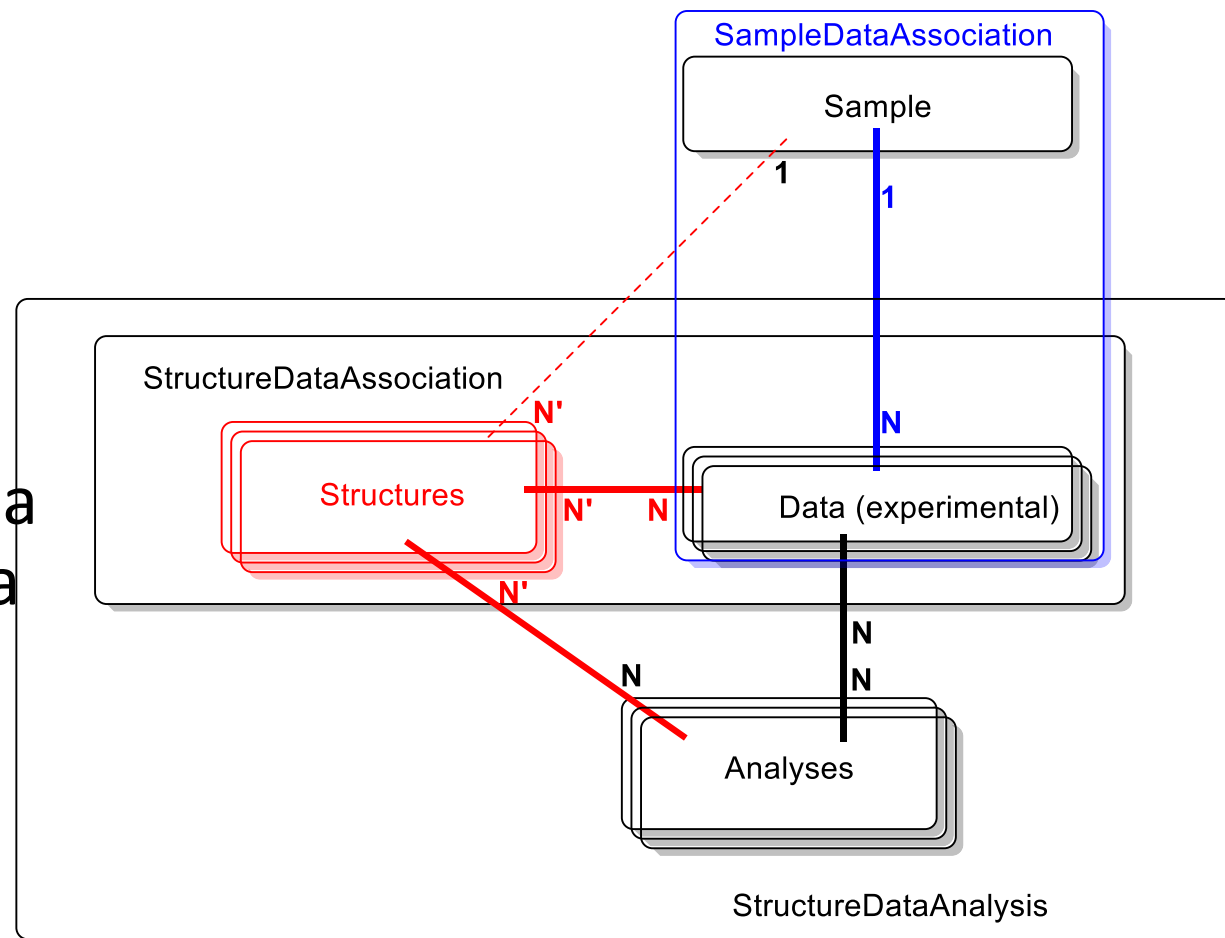 SampleDataAssociation
Sample
1
1
StructureDataAssociation
N'
N
Structures
N'
N
Data (experimental)
a
a
N'
N
N
N
Analyses
StructureDataAnalysis